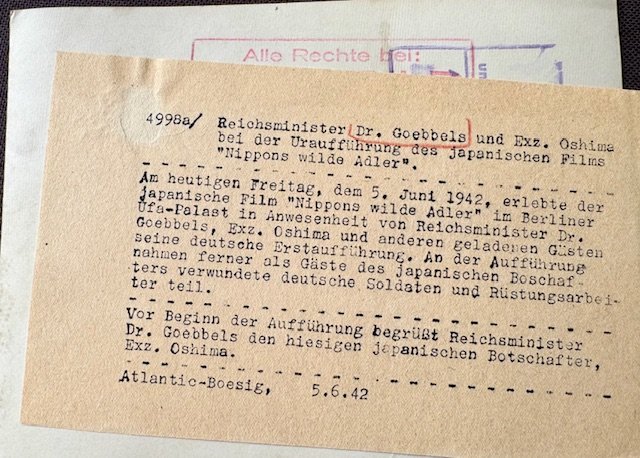 Alle Rechte bei:
4998a/ Reichsminister Dr. Goebbels und Exz. Oshima
bei der Uraufführung des japanischen Films
"Nippons wilde Adler".
Am heutigen Freitag, dem 5. Juni 1942, erlebte der
japanische Film "Nippons wilde Adler" im Berliner
Ufa-Palast in Anwesenheit von Reichsminister Dr.
Goebbels, Exz. Oshima und anderen geladenen Gästen
seine deutsche Erstaufführung. An der Aufführung
nahmen ferner als Gäste des japanischen Boschaf-
ters verwundete deutsche Soldaten und Rüstungsarbei-
ter teil.
Vor Beginn der Aufführung begrüßt Reichsminister
Dr. Goebbels den hiesigen japanischen Botschafter,
Exz. Oshima.
Atlantic-Boesig, 5.6.42